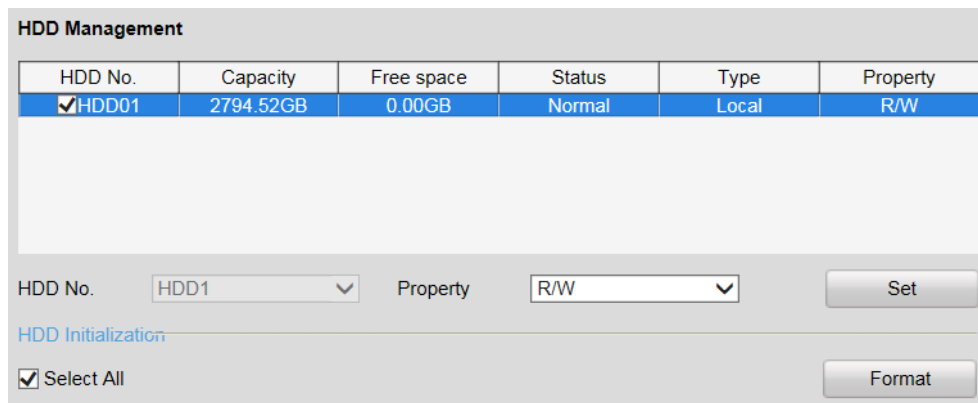 HDD Management
HDD No. Capacity Free space Status Type Property
HDD01 2794.52GB 0.00GB Normal Local R/W
HDD No. HDD1 Property R/W Set
HDD Initialization
Select All Format